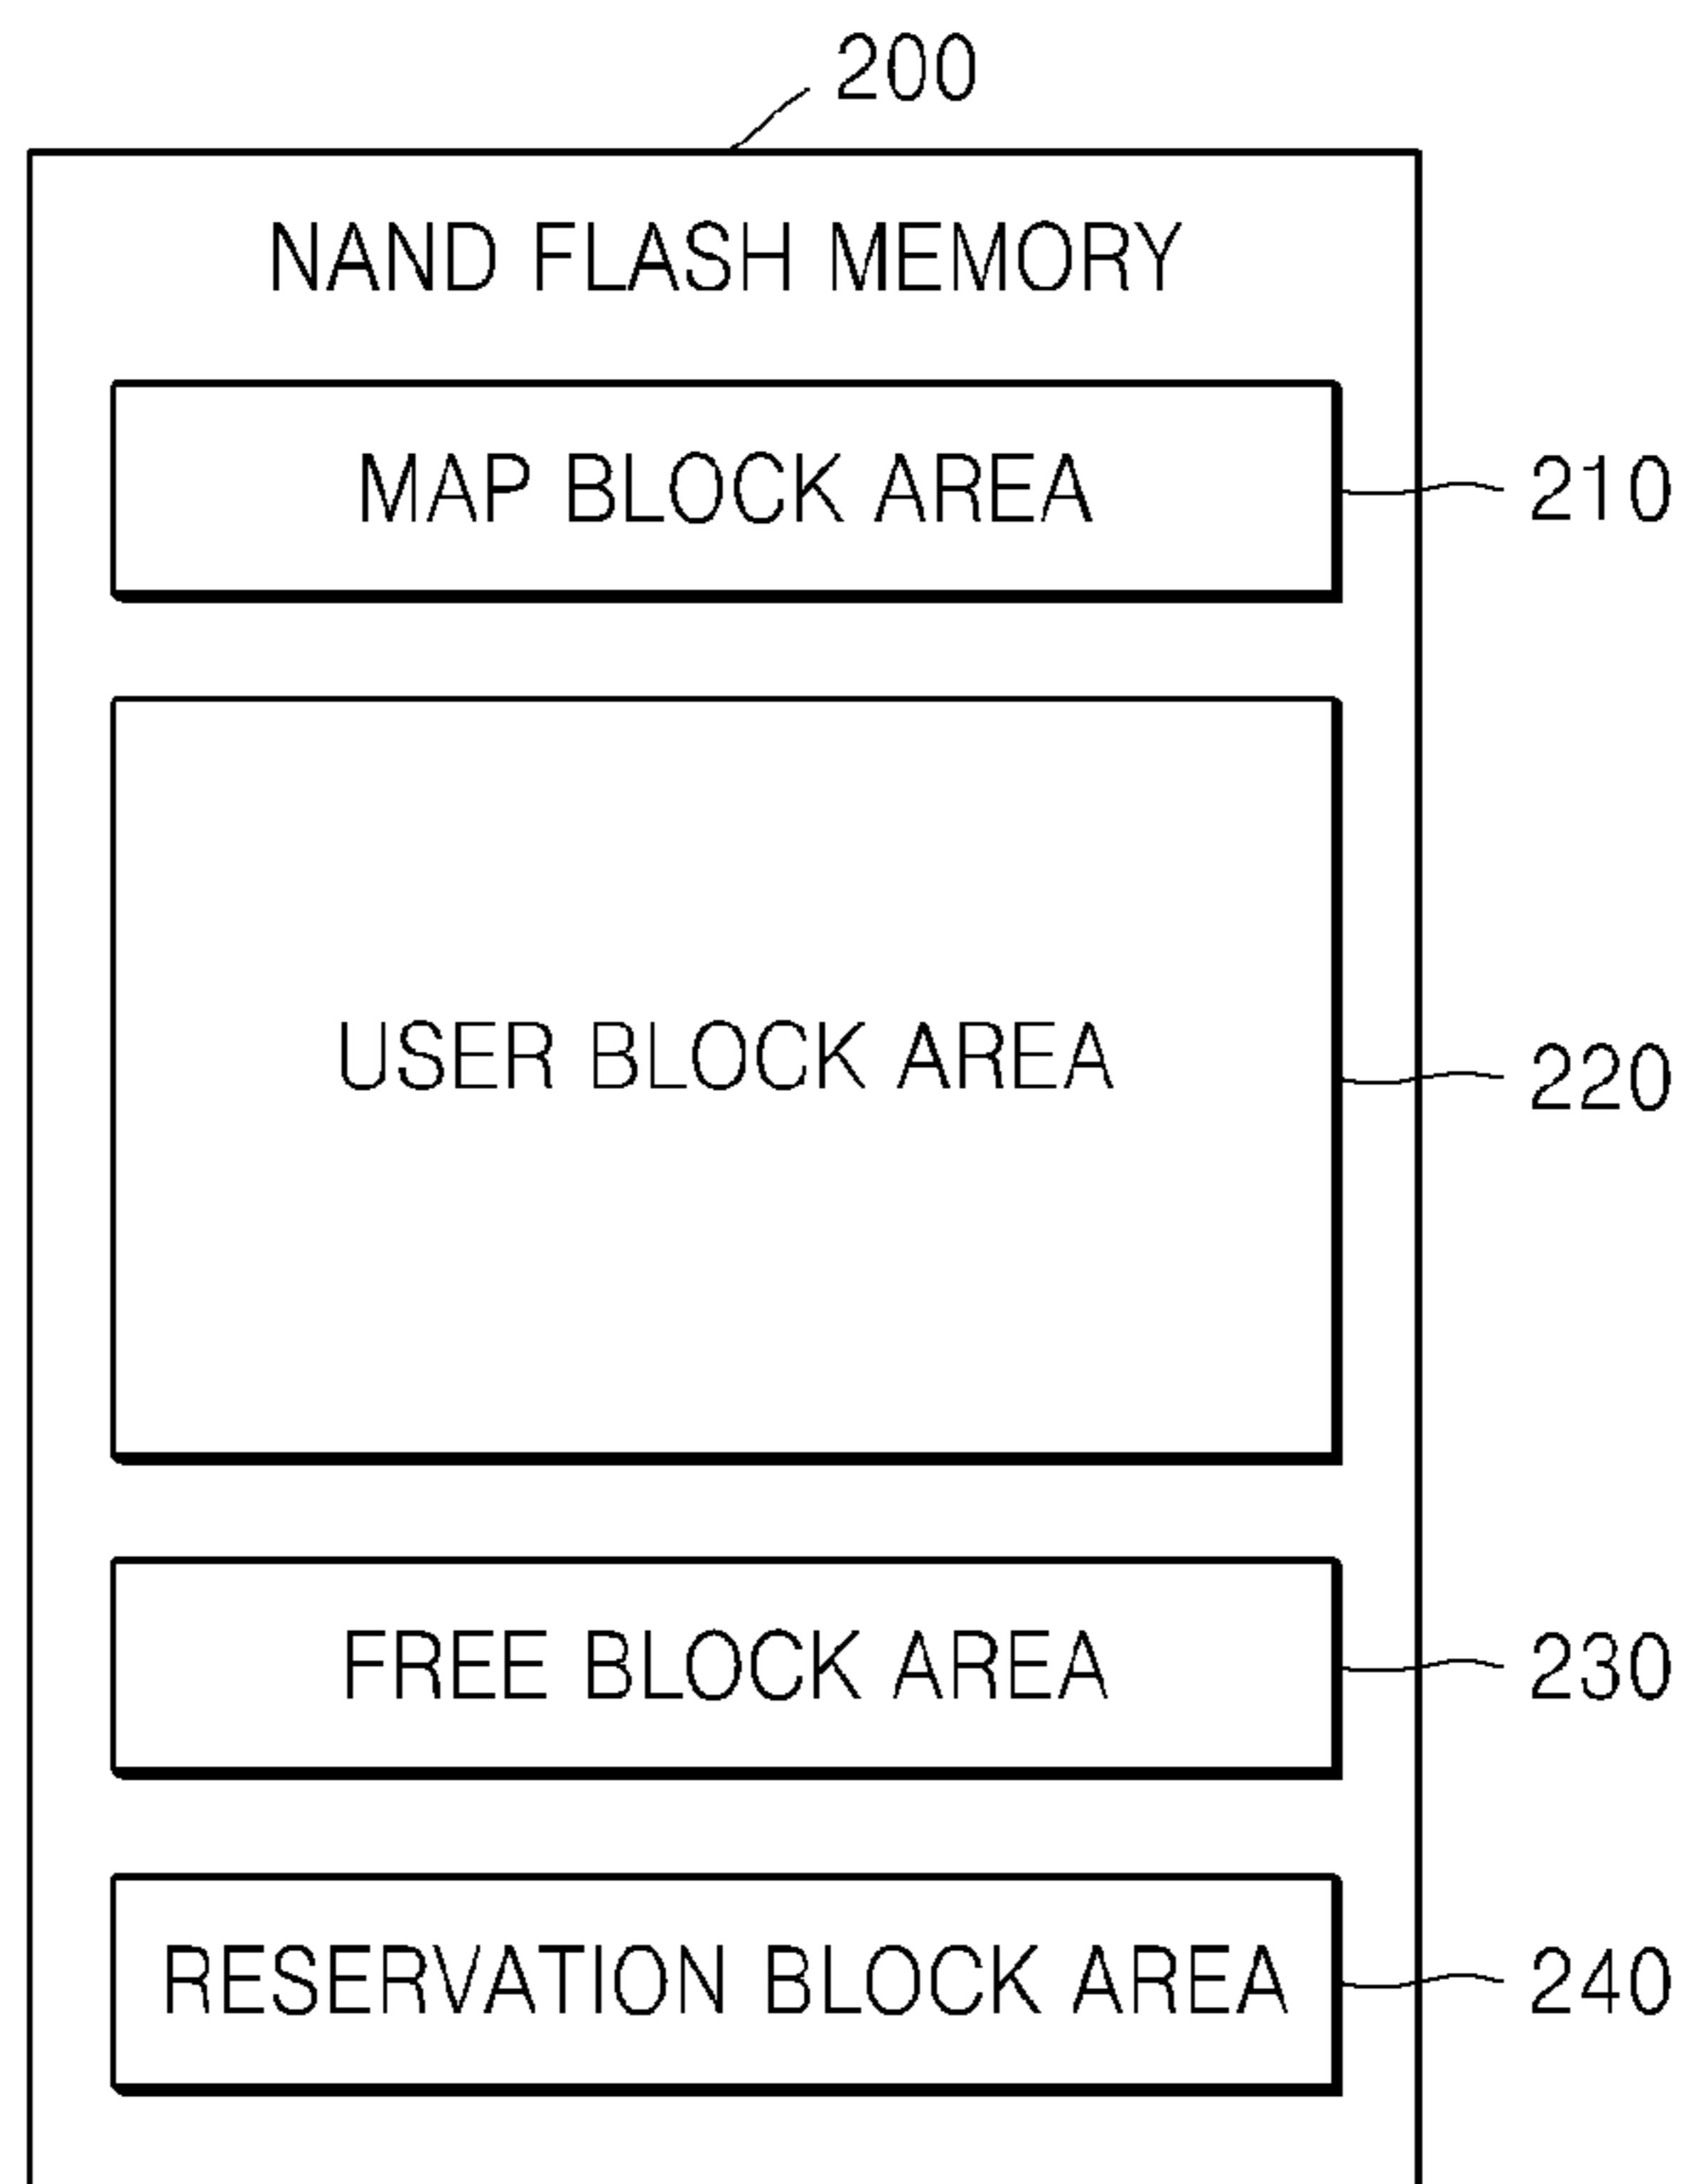 200
NAND FLASH MEMORY
MAP BLOCK AREA
210
USER BLOCK AREA
220
FREE BLOCK AREA
230
RESERVATION BLOCK AREA
240